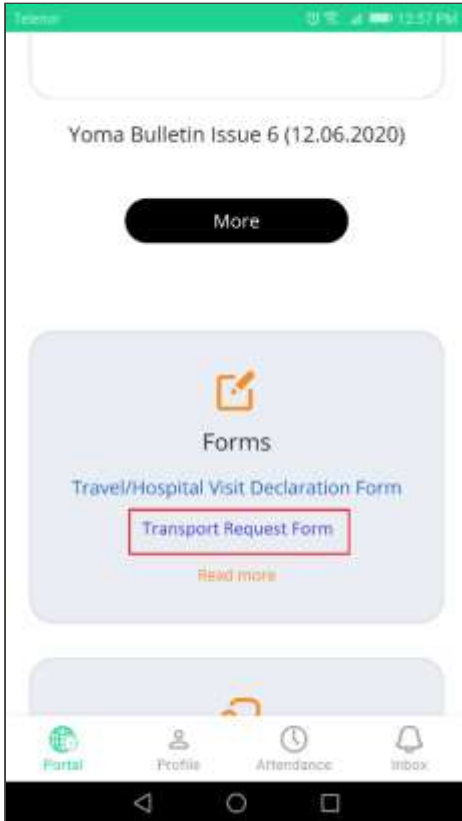 Telenor
12:57 PM
Yoma Bulletin Issue 6 (12.06.2020)
More
Forms
Travel/Hospital Visit Declaration Form
Transport Request Form
Read more
Portal
Profile
Attendance
Inbox